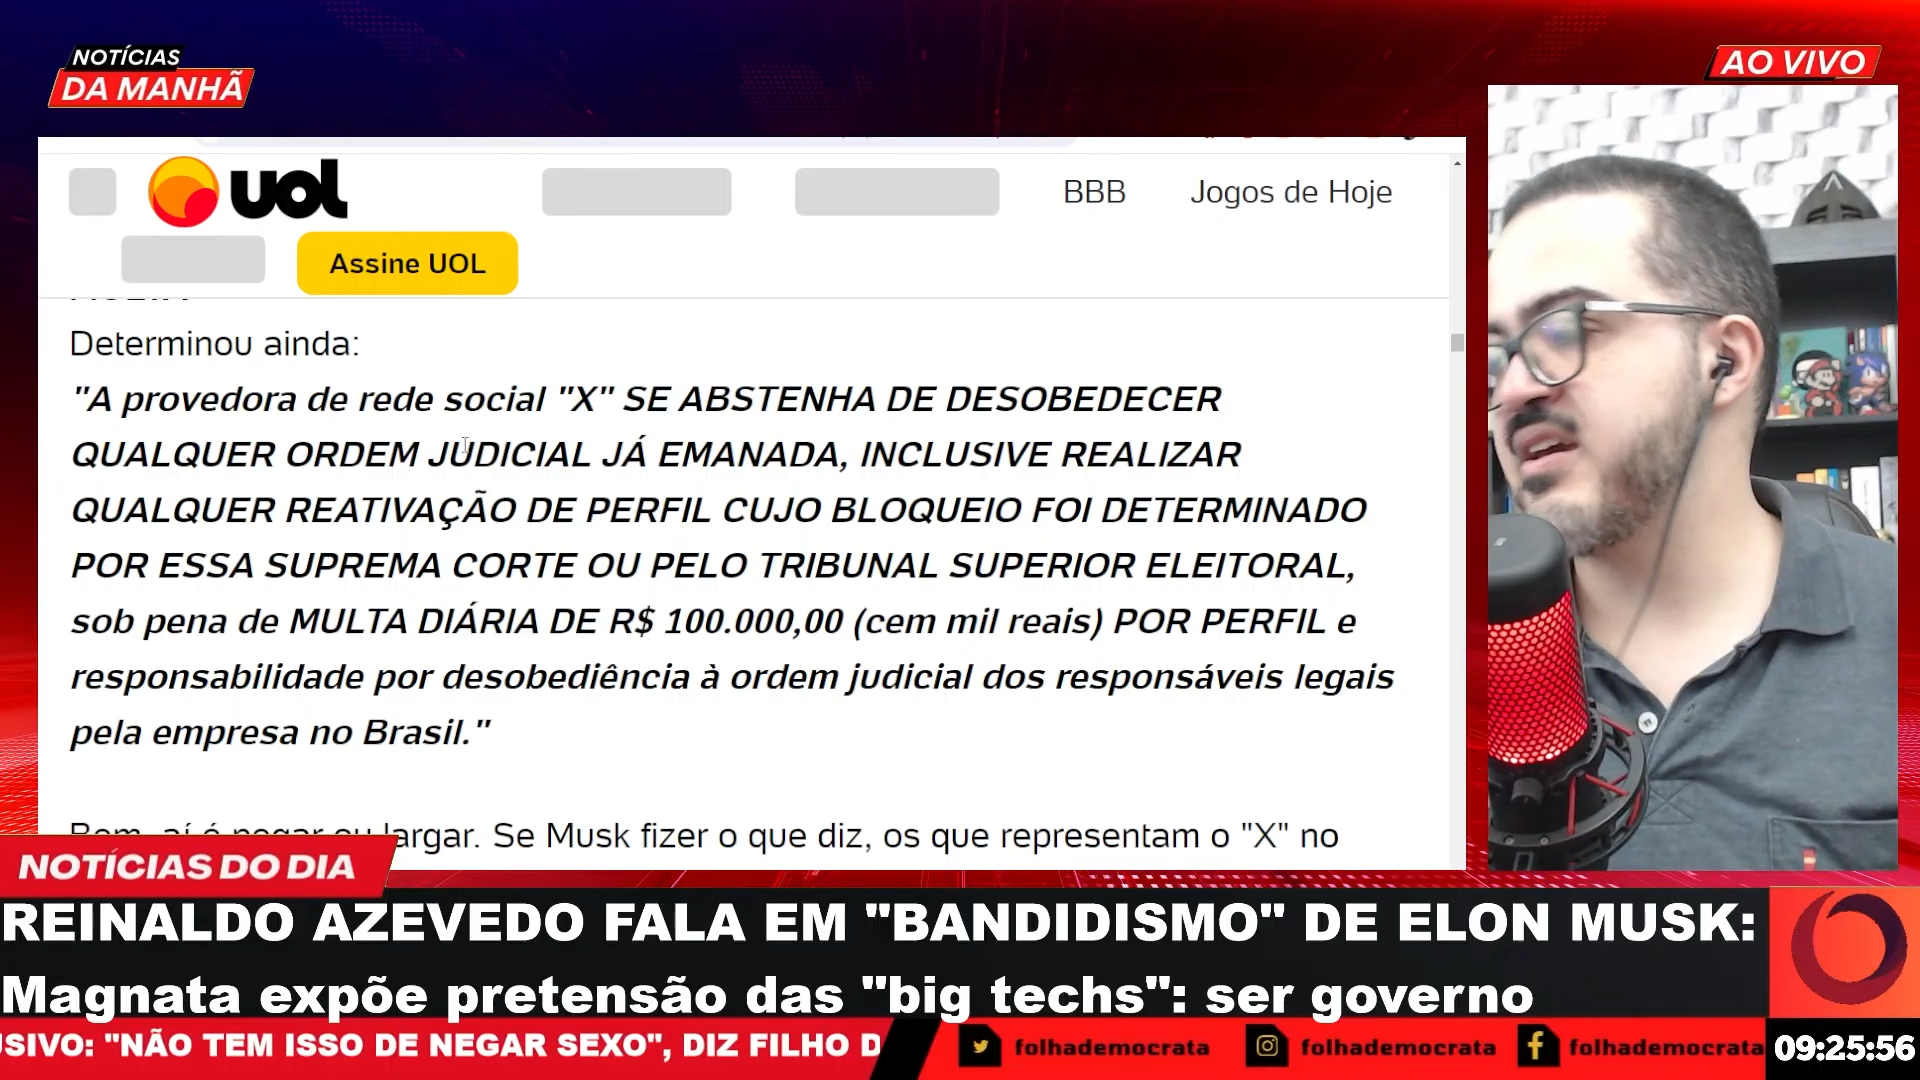 NOTÍCIAS
DA MANHÃ
AO VIVO
uol
BBB
Jogos de Hoje
Assine UOL
Determinou ainda:
"A provedora de rede social "X" SE ABSTENHA DE DESOBEDECER
QUALQUER ORDEM JUDICIAL JÁ EMANADA, INCLUSIVE REALIZAR
QUALQUER REATIVAÇÃO DE PERFIL CUJO BLOQUEIO FOI DETERMINADO
POR ESSA SUPREMA CORTE OU PELO TRIBUNAL SUPERIOR ELEITORAL,
sob pena de MULTA DIÁRIA DE R$ 100.000,00 (cem mil reais) POR PERFIL e
responsabilidade por desobediência à ordem judicial dos responsáveis legais
pela empresa no Brasil."
Bom, aí é pegar ou largar. Se Musk fizer o que diz, os que representam o "X" no
NOTÍCIAS DO DIA
REINALDO AZEVEDO FALA EM "BANDIDISMO" DE ELON MUSK:
Magnata expõe pretensão das "big techs": ser governo
SIVO: "NÃO TEM ISSO DE NEGAR SEXO", DIZ FILHO D
folhademocrata
folhademocrata
folhademocrata
09:25:56